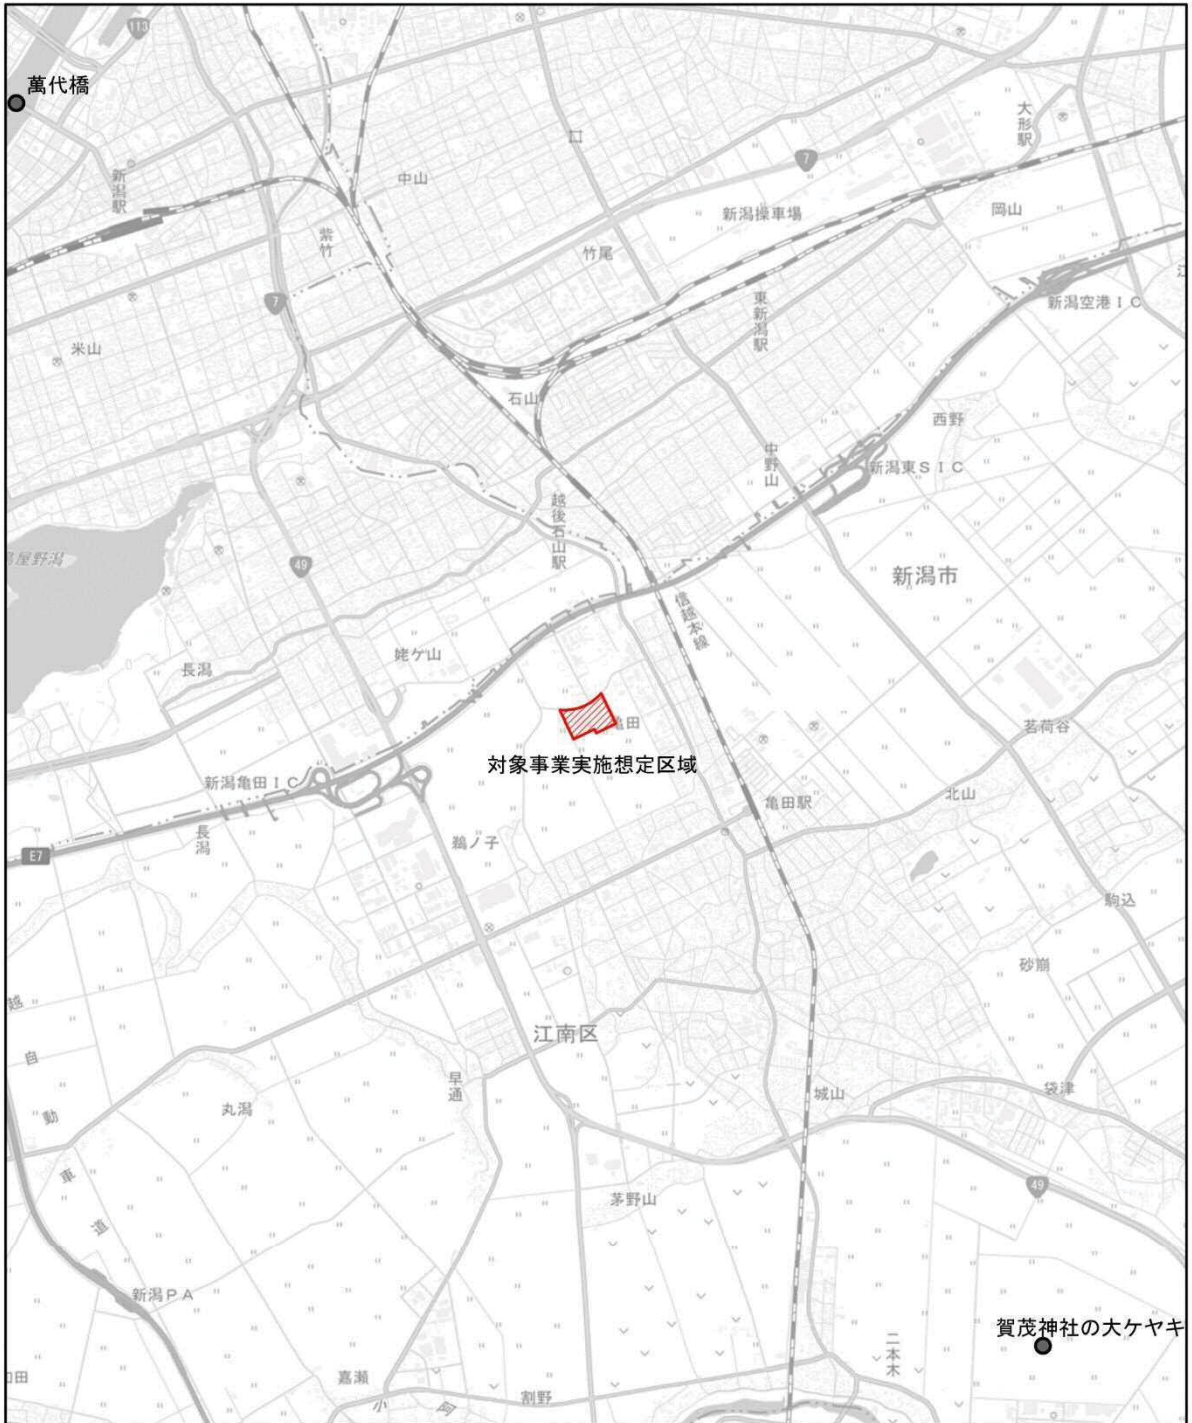 113
萬代橋
大形駅
7
新潟駅
中山
新潟操車場
岡山
紫竹
竹尾
7
東新潟駅
新潟空港IC
米山
石山
西野
中野山
新潟東SIC
越後石山駅
鳥屋野潟
49
新潟市
信越本線
姥ケ山
長潟
亀田
茗荷谷
対象事業実施想定区域
新潟亀田IC
亀田駅
北山
長潟
鵜ノ子
E7
駒込
砂崩
越
自
動
車
道
江南区
早通
丸潟
城山
袋津
49
茅野山
新潟PA
賀茂神社の大ケヤキ
二本木
嘉瀬
割野
小